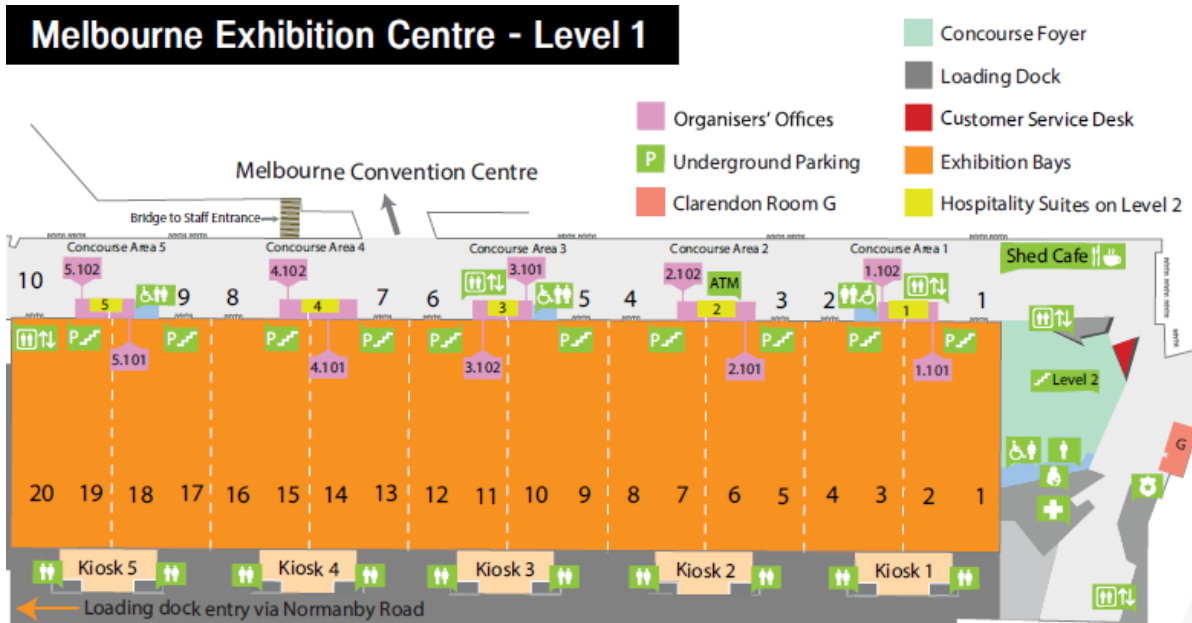 Melbourne Exhibition Centre - Level 1
Concourse Foyer
Loading Dock
Organisers' Offices
Customer Service Desk
P Underground Parking
Exhibition Bays
Clarendon Room G
Hospitality Suites on Level 2
Melbourne Convention Centre
Bridge to Staff Entrance
Concourse Area 5
Concourse Area 4
Concourse Area 3
Concourse Area 2
Concourse Area 1
Shed Cafe
5.102
4.102
3.101
2.102
1.102
ATM
10
9
8
7
6
5
4
3
2
1
5
4
3
2
1
P
P
P
P
P
P
P
P
P
P
5.101
4.101
3.102
2.101
1.101
Level 2
G
20 19 18 17 16 15 14 13 12 11 10 9 8 7 6 5 4 3 2 1
Kiosk 5
Kiosk 4
Kiosk 3
Kiosk 2
Kiosk 1
Loading dock entry via Normanby Road